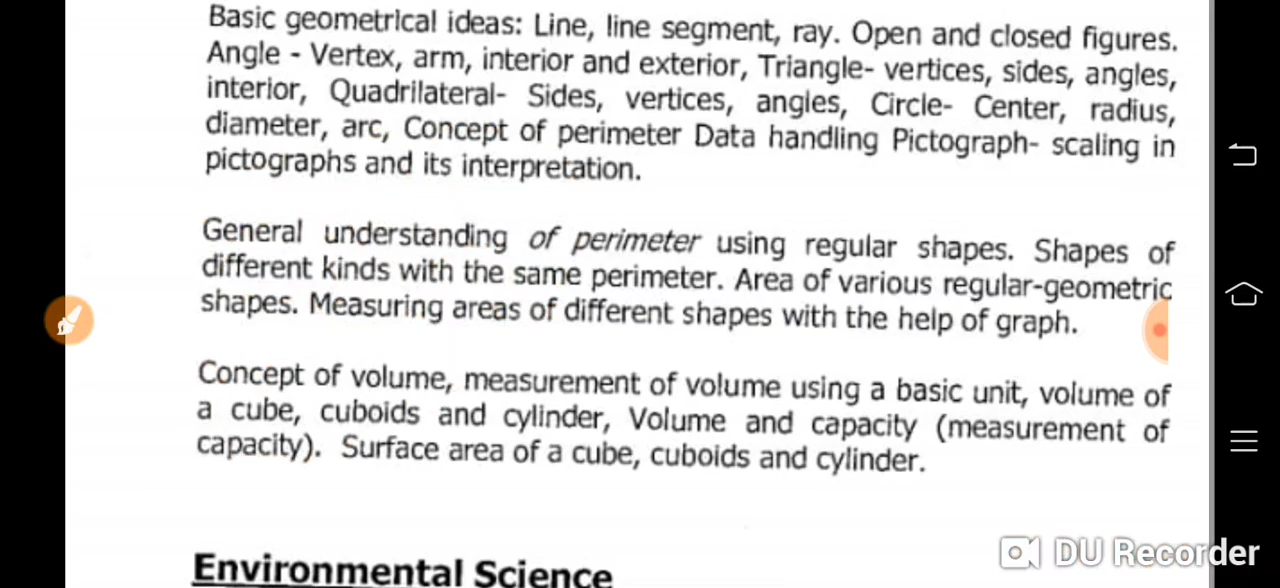 Basic geometrical ideas: Line, line segment, ray. Open and closed figures.
Angle - Vertex, arm, interior and exterior, Triangle- vertices, sides, angles,
interior, Quadrilateral- Sides, vertices, angles, Circle- Center, radius,
diameter, arc, Concept of perimeter Data handling Pictograph- scaling in
pictographs and its interpretation.
General understanding of perimeter using regular shapes. Shapes of
different kinds with the same perimeter. Area of various regular-geometric
shapes. Measuring areas of different shapes with the help of graph.
Concept of volume, measurement of volume using a basic unit, volume of
a cube, cuboids and cylinder, Volume and capacity (measurement of
capacity). Surface area of a cube, cuboids and cylinder.
Environmental Science
DU Recorder